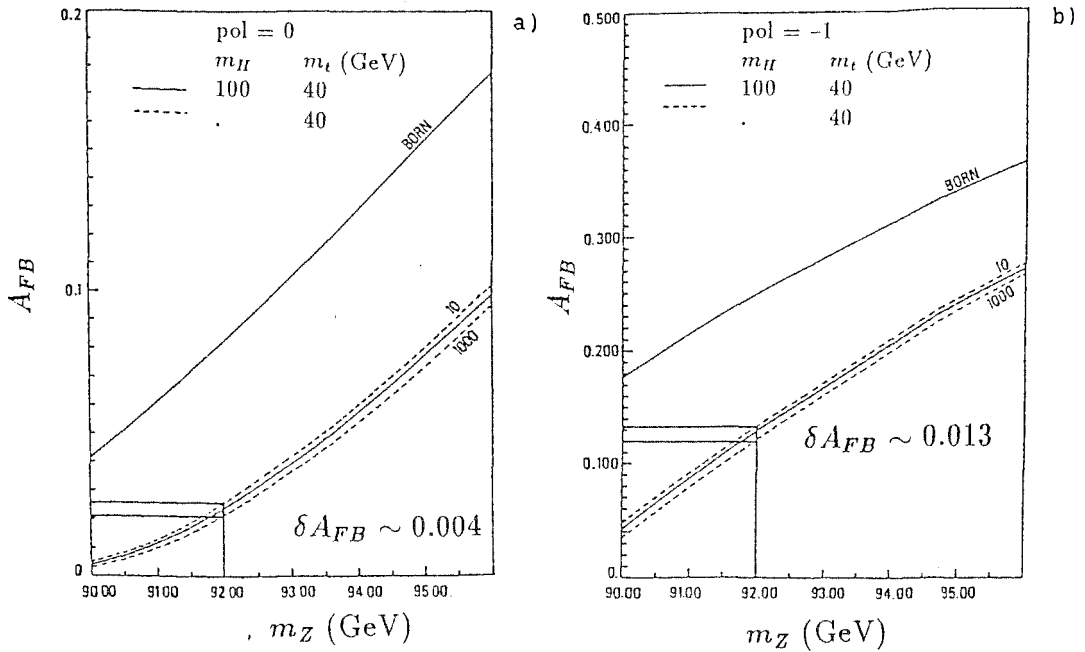 a)
pol = 0
m_H m_t (GeV)
100 40
. 40
0.2
0.1
0
A_FB
BORN
10
1000
δA_FB ∼ 0.004
90.00 91.00 92.00 93.00 94.00 95.00
m_Z (GeV)
b)
pol = −1
m_H m_t (GeV)
100 40
. 40
0.500
0.400
0.300
0.200
0.100
.000
A_FB
BORN
10
1000
δA_FB ∼ 0.013
90.00 91.00 92.00 93.00 94.00 95.00
m_Z (GeV)